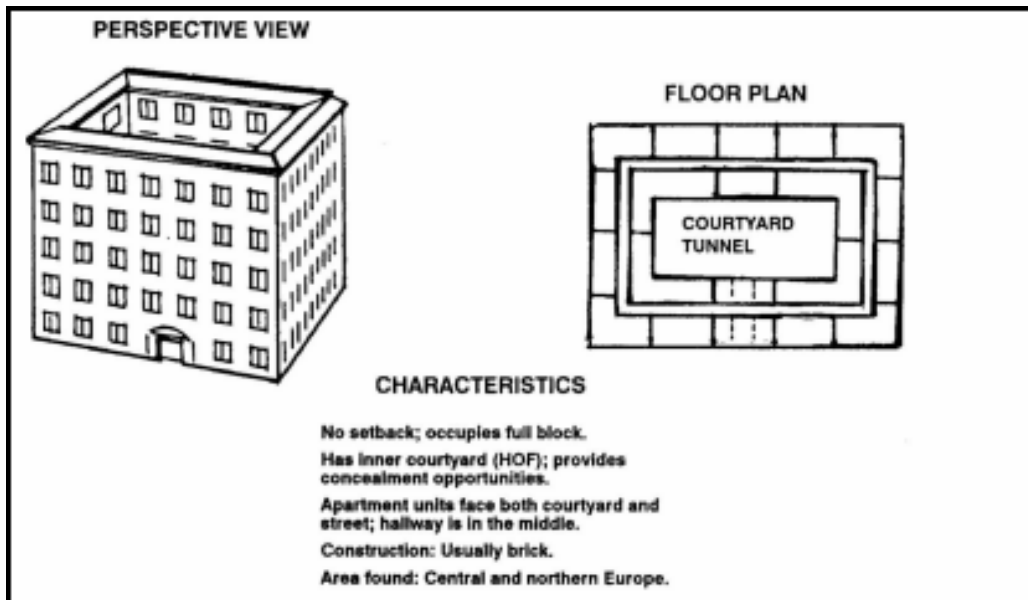 PERSPECTIVE VIEW
FLOOR PLAN
COURTYARD
TUNNEL
CHARACTERISTICS
No setback; occupies full block.
Has inner courtyard (HOF); provides
concealment opportunities.
Apartment units face both courtyard and
street; hallway is in the middle.
Construction: Usually brick.
Area found: Central and northern Europe.